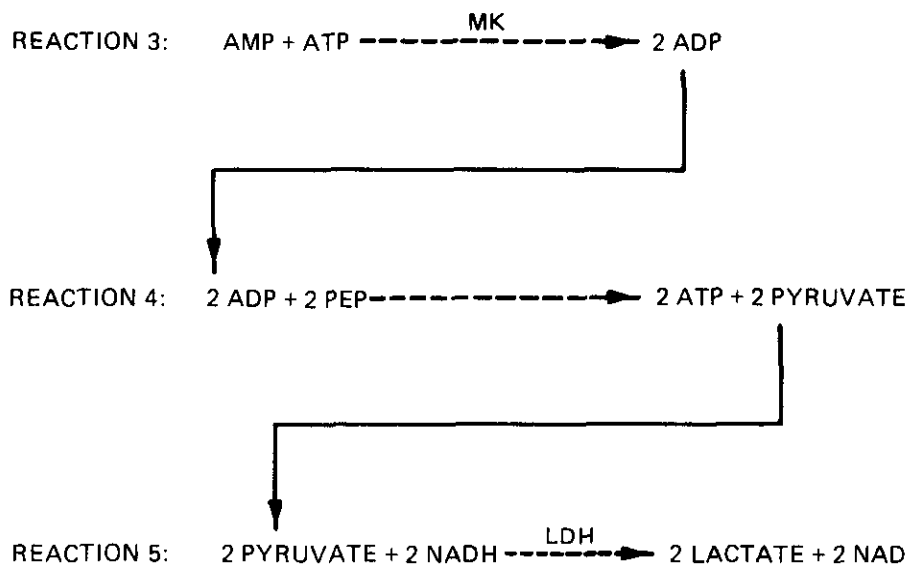 MK
REACTION 3: AMP + ATP 2 ADP
REACTION 4: 2 ADP + 2 PEP 2 ATP + 2 PYRUVATE
LDH
REACTION 5: 2 PYRUVATE + 2 NADH 2 LACTATE + 2 NAD